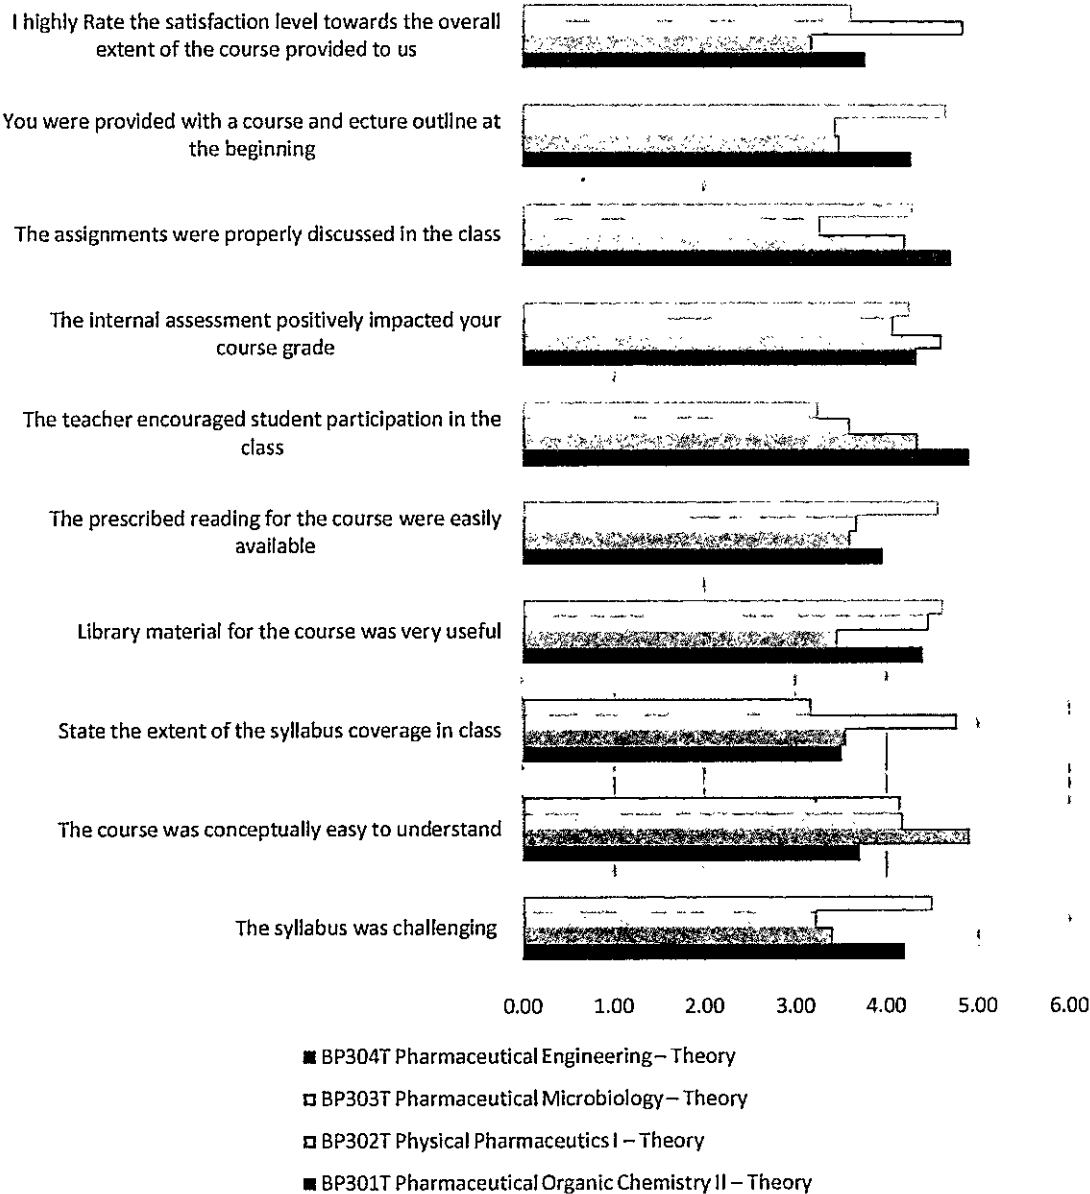 I highly Rate the satisfaction level towards the overall
extent of the course provided to us
You were provided with a course and ecture outline at
the beginning
The assignments were properly discussed in the class
The internal assessment positively impacted your
course grade
The teacher encouraged student participation in the
class
The prescribed reading for the course were easily
available
Library material for the course was very useful
State the extent of the syllabus coverage in class
The course was conceptually easy to understand
The syllabus was challenging
0.00 1.00 2.00 3.00 4.00 5.00 6.00
BP304T Pharmaceutical Engineering – Theory
BP303T Pharmaceutical Microbiology – Theory
BP302T Physical Pharmaceutics I – Theory
BP301T Pharmaceutical Organic Chemistry II – Theory